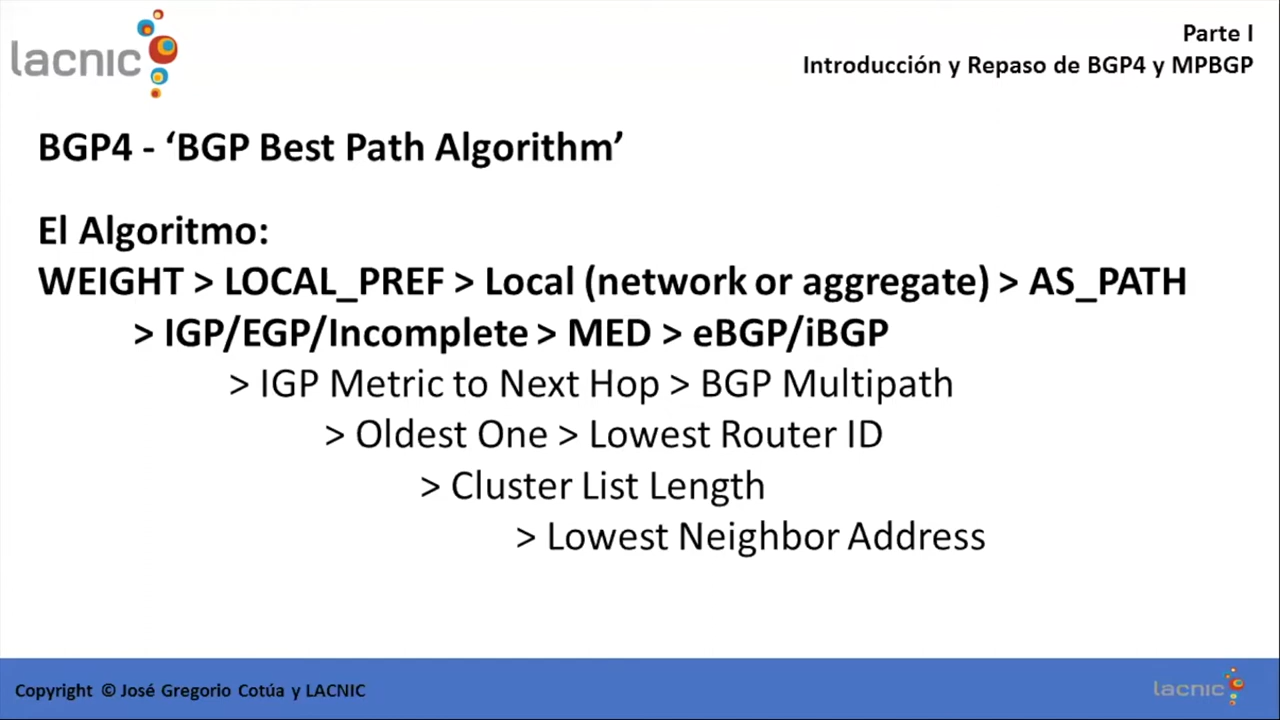 lacnic
Parte I
Introducción y Repaso de BGP4 y MPBGP
BGP4 - ‘BGP Best Path Algorithm’
El Algoritmo:
WEIGHT > LOCAL_PREF > Local (network or aggregate) > AS_PATH
> IGP/EGP/Incomplete > MED > eBGP/iBGP
> IGP Metric to Next Hop > BGP Multipath
> Oldest One > Lowest Router ID
> Cluster List Length
> Lowest Neighbor Address
Copyright © José Gregorio Cotúa y LACNIC
lacnic